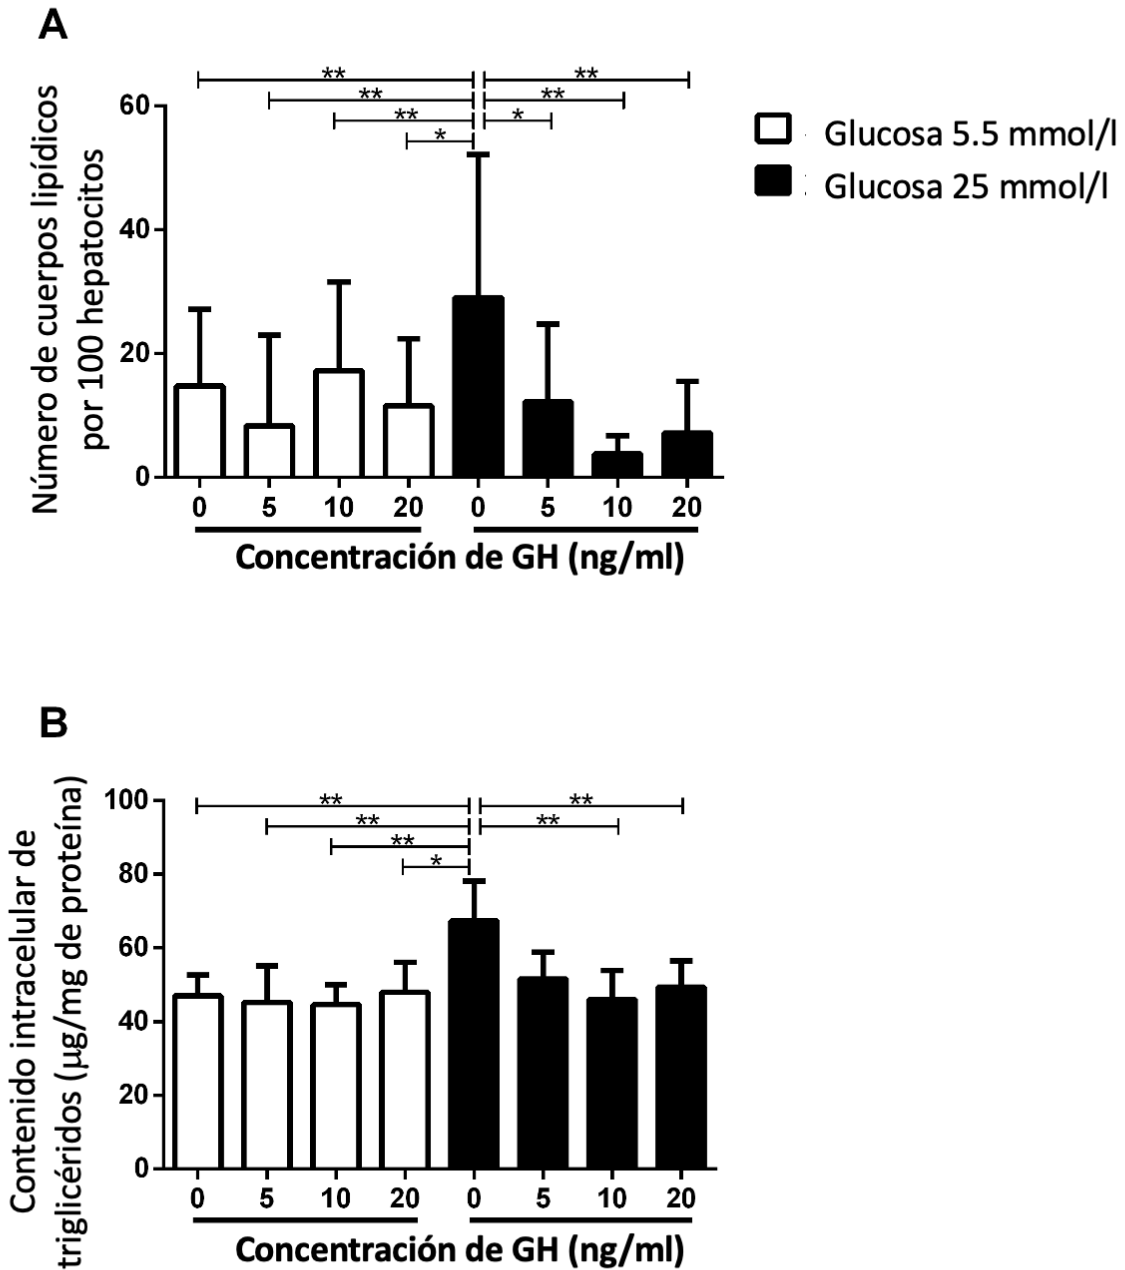 A
Número de cuerpos lipídicos
por 100 hepatocitos
60
40
20
0
**
**
**
**
**
*
*
Glucosa 5.5 mmol/l
Glucosa 25 mmol/l
0 5 10 20 0 5 10 20
Concentración de GH (ng/ml)
B
Contenido intracelular de
triglicéridos (µg/mg de proteína)
100
80
60
40
20
0
**
**
**
**
**
*
0 5 10 20 0 5 10 20
Concentración de GH (ng/ml)